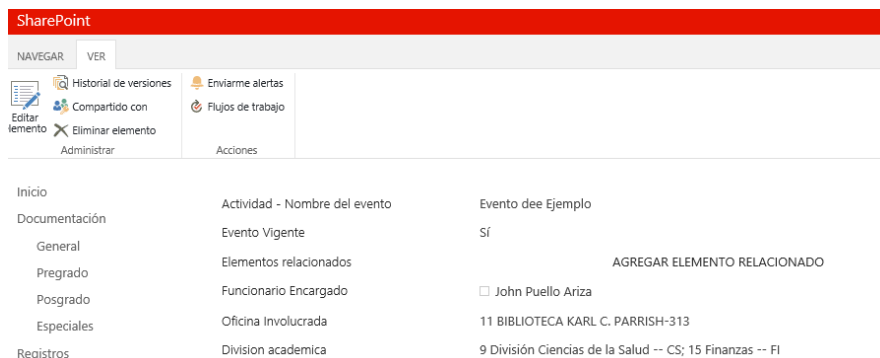 SharePoint
NAVEGAR VER
Historial de versiones
Compartido con
Eliminar elemento
Editar
lemento
Administrar
Enviarme alertas
Flujos de trabajo
Acciones
Inicio
Documentación
General
Pregrado
Posgrado
Especiales
Registros
Actividad - Nombre del evento Evento dee Ejemplo
Evento Vigente Sí
Elementos relacionados AGREGAR ELEMENTO RELACIONADO
Funcionario Encargado John Puello Ariza
Oficina Involucrada 11 BIBLIOTECA KARL C. PARRISH-313
Division academica 9 División Ciencias de la Salud -- CS; 15 Finanzas -- FI